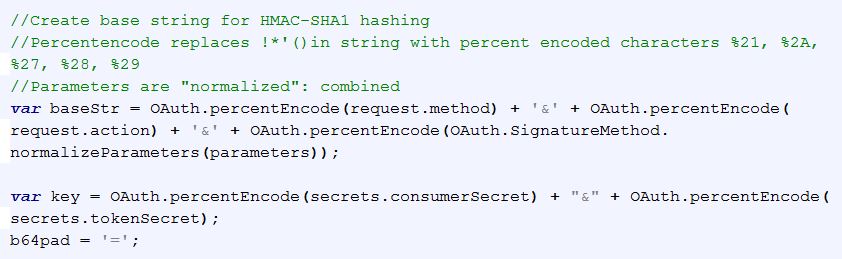 //Create base string for HMAC-SHA1 hashing
//Percentencode replaces !*'()in string with percent encoded characters %21, %2A,
%27, %28, %29
//Parameters are "normalized": combined
var baseStr = OAuth.percentEncode(request.method) + '&' + OAuth.percentEncode(
request.action) + '&' + OAuth.percentEncode(OAuth.SignatureMethod.
normalizeParameters(parameters));
var key = OAuth.percentEncode(secrets.consumerSecret) + "&" + OAuth.percentEncode(
secrets.tokenSecret);
b64pad = '=';